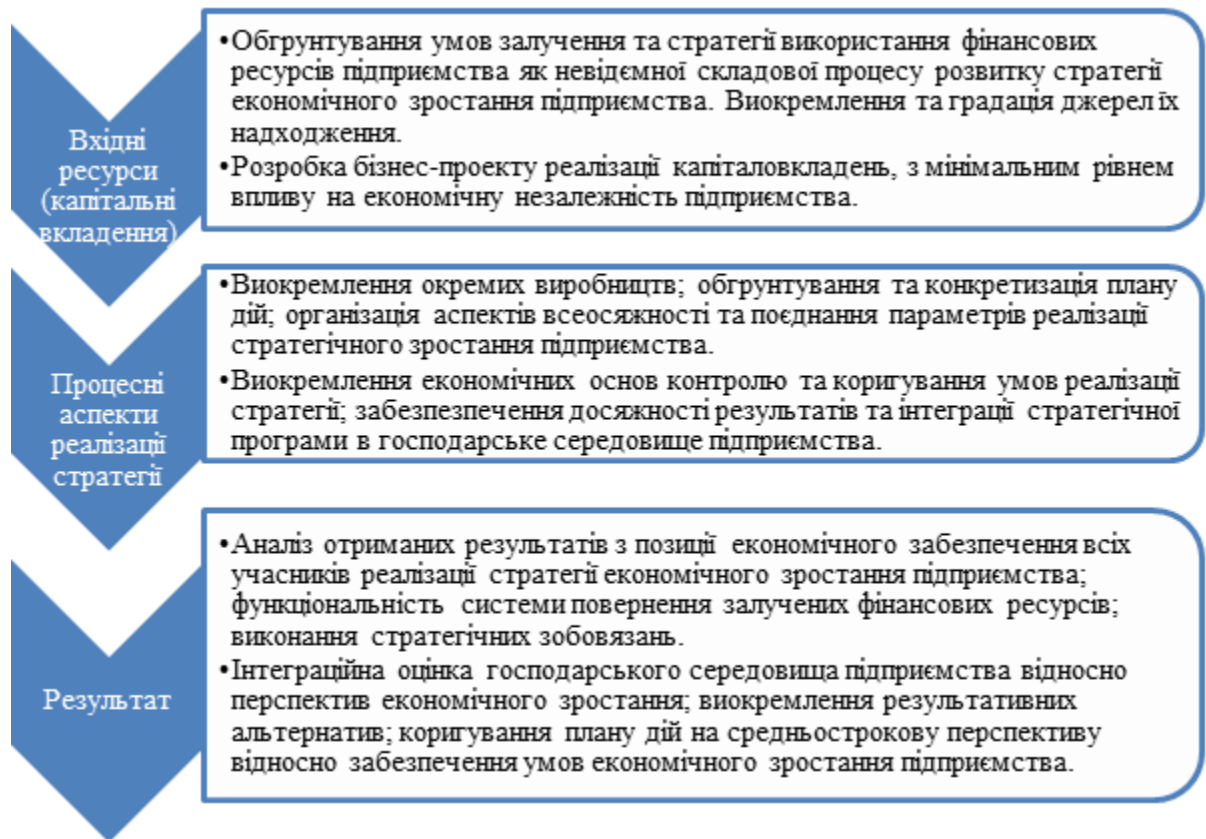 Вхідні
ресурси
(капітальні
вкладення)
•Обгрунтування умов залучення та стратегії використання фінансових
ресурсів підприємства як невідємної складової процесу розвитку стратегії
економічного зростання підприємства. Виокремлення та градація джерел їх
надходження.
•Розробка бізнес-проекту реалізації капіталовкладень, з мінімальним рівнем
впливу на економічну незалежність підприємства.
Процесні
аспекти
реалізації
стратегії
•Виокремлення окремих виробництв; обгрунтування та конкретизація плану
дій; організація аспектів всеосяжності та поєднання параметрів реалізації
стратегічного зростання підприємства.
•Виокремлення економічних основ контролю та коригування умов реалізації
стратегії; забезпезпечення досяжності результатів та інтеграції стратегічної
програми в господарське середовище підприємства.
Результат
•Аналіз отриманих результатів з позиції економічного забезпечення всіх
учасників реалізації стратегії економічного зростання підприємства;
функціональність системи повернення залучених фінансових ресурсів;
виконання стратегічних зобовязань.
•Інтеграційна оцінка господарського середовища підприємства відносно
перспектив економічного зростання; виокремлення результативних
альтернатив; коригування плану дій на средньострокову перспективу
відносно забезпечення умов економічного зростання підприємства.